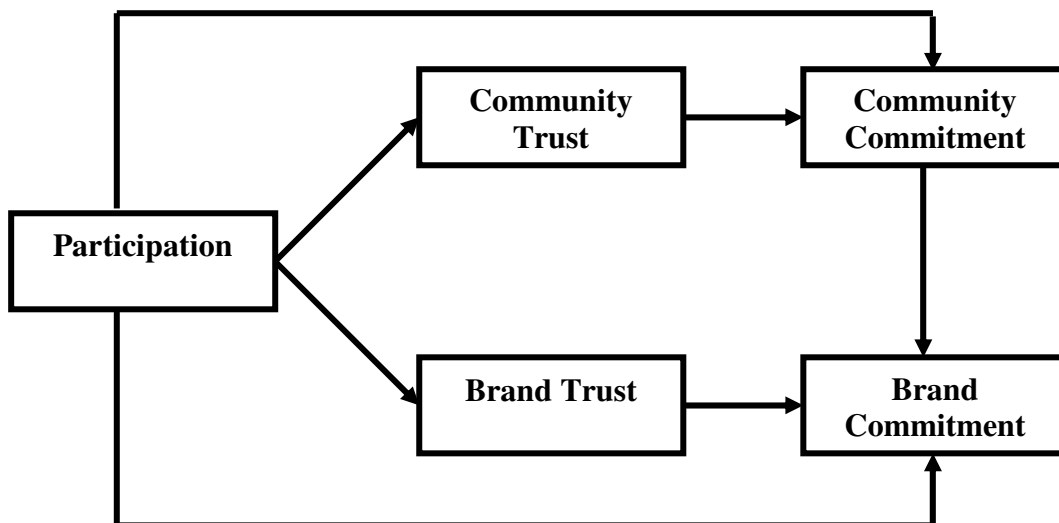 Community
Trust
Community
Commitment
Participation
Brand Trust
Brand
Commitment